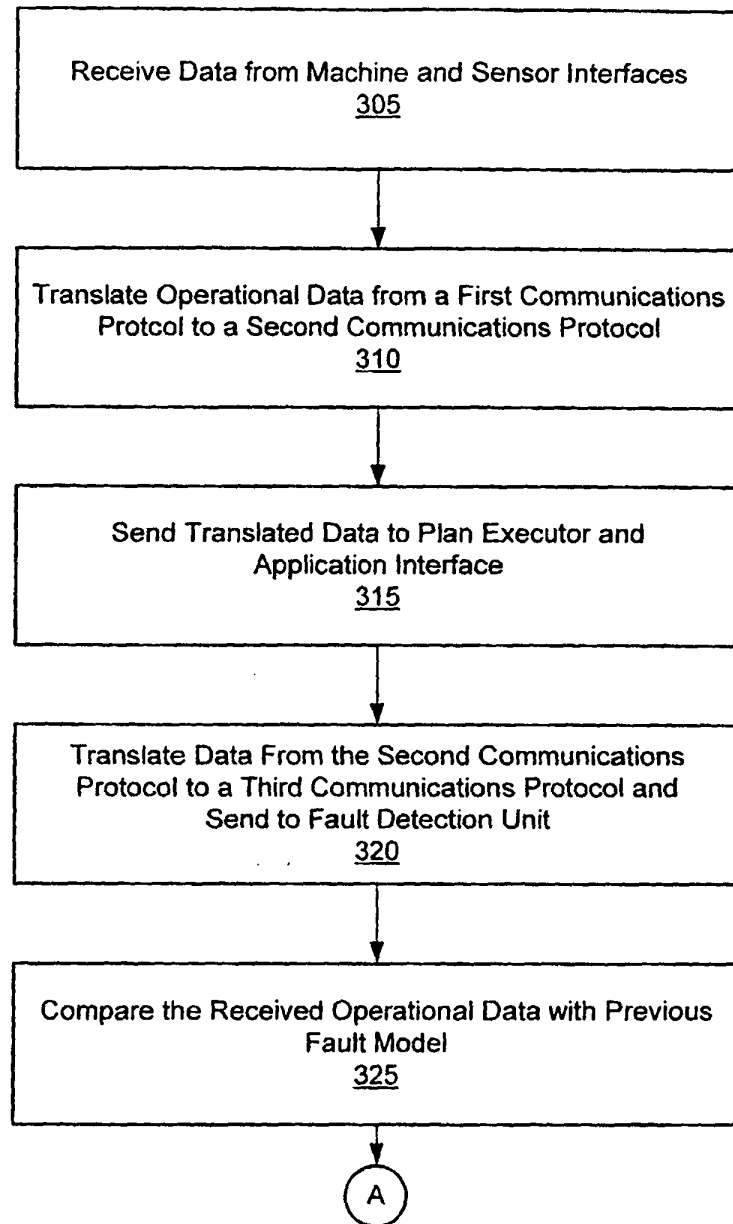 Receive Data from Machine and Sensor Interfaces
305
Translate Operational Data from a First Communications
Protcol to a Second Communications Protocol
310
Send Translated Data to Plan Executor and
Application Interface
315
Translate Data From the Second Communications
Protocol to a Third Communications Protocol and
Send to Fault Detection Unit
320
Compare the Received Operational Data with Previous
Fault Model
325
A